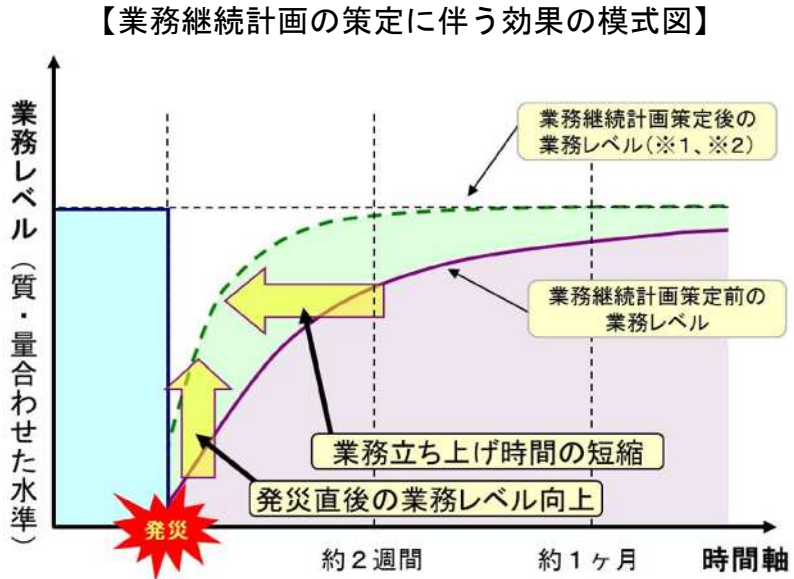 【業務継続計画の策定に伴う効果の模式図】
業務レベル(質・量合わせた水準)
業務継続計画策定後の
業務レベル(※1、※2)
業務継続計画策定前の
業務レベル
業務立ち上げ時間の短縮
発災直後の業務レベル向上
発災
約2週間
約1ヶ月
時間軸